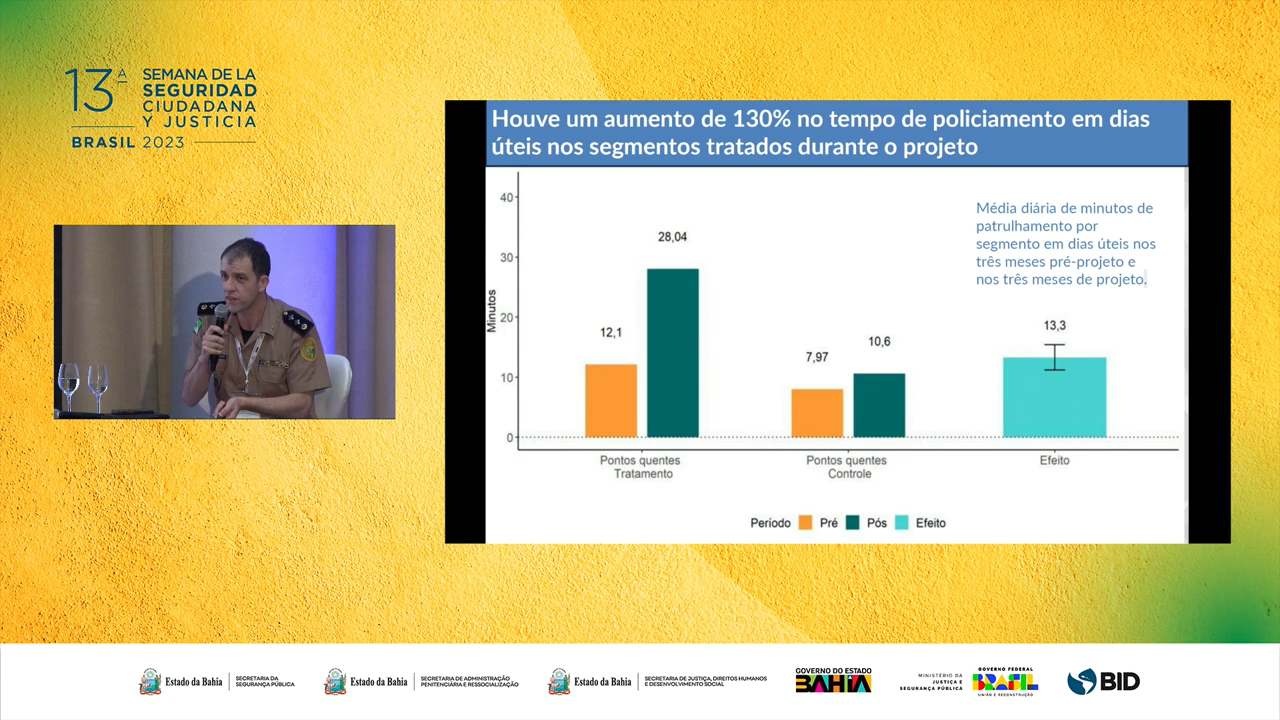 13ª
SEMANA DE LA
SEGURIDAD
CIUDADANA
Y JUSTICIA
BRASIL 2023
Houve um aumento de 130% no tempo de policiamento em dias
úteis nos segmentos tratados durante o projeto
Média diária de minutos de
patrulhamento por
segmento em dias úteis nos
três meses pré-projeto e
nos três meses de projeto.
Minutos
40
30
20
10
0
12,1
28,04
7,97
10,6
13,3
Pontos quentes
Tratamento
Pontos quentes
Controle
Efeito
Período Pré Pós Efeito
Estado da Bahia
SECRETARIA DA
SEGURANÇA PÚBLICA
Estado da Bahia
SECRETARIA DE ADMINISTRAÇÃO
PENITENCIÁRIA E RESSOCIALIZAÇÃO
Estado da Bahia
SECRETARIA DE JUSTIÇA, DIREITOS HUMANOS
E DESENVOLVIMENTO SOCIAL
GOVERNO DO ESTADO
BAHIA
MINISTÉRIO DA
JUSTIÇA E
SEGURANÇA PÚBLICA
GOVERNO FEDERAL
BRASIL
UNIÃO E RECONSTRUÇÃO
BID